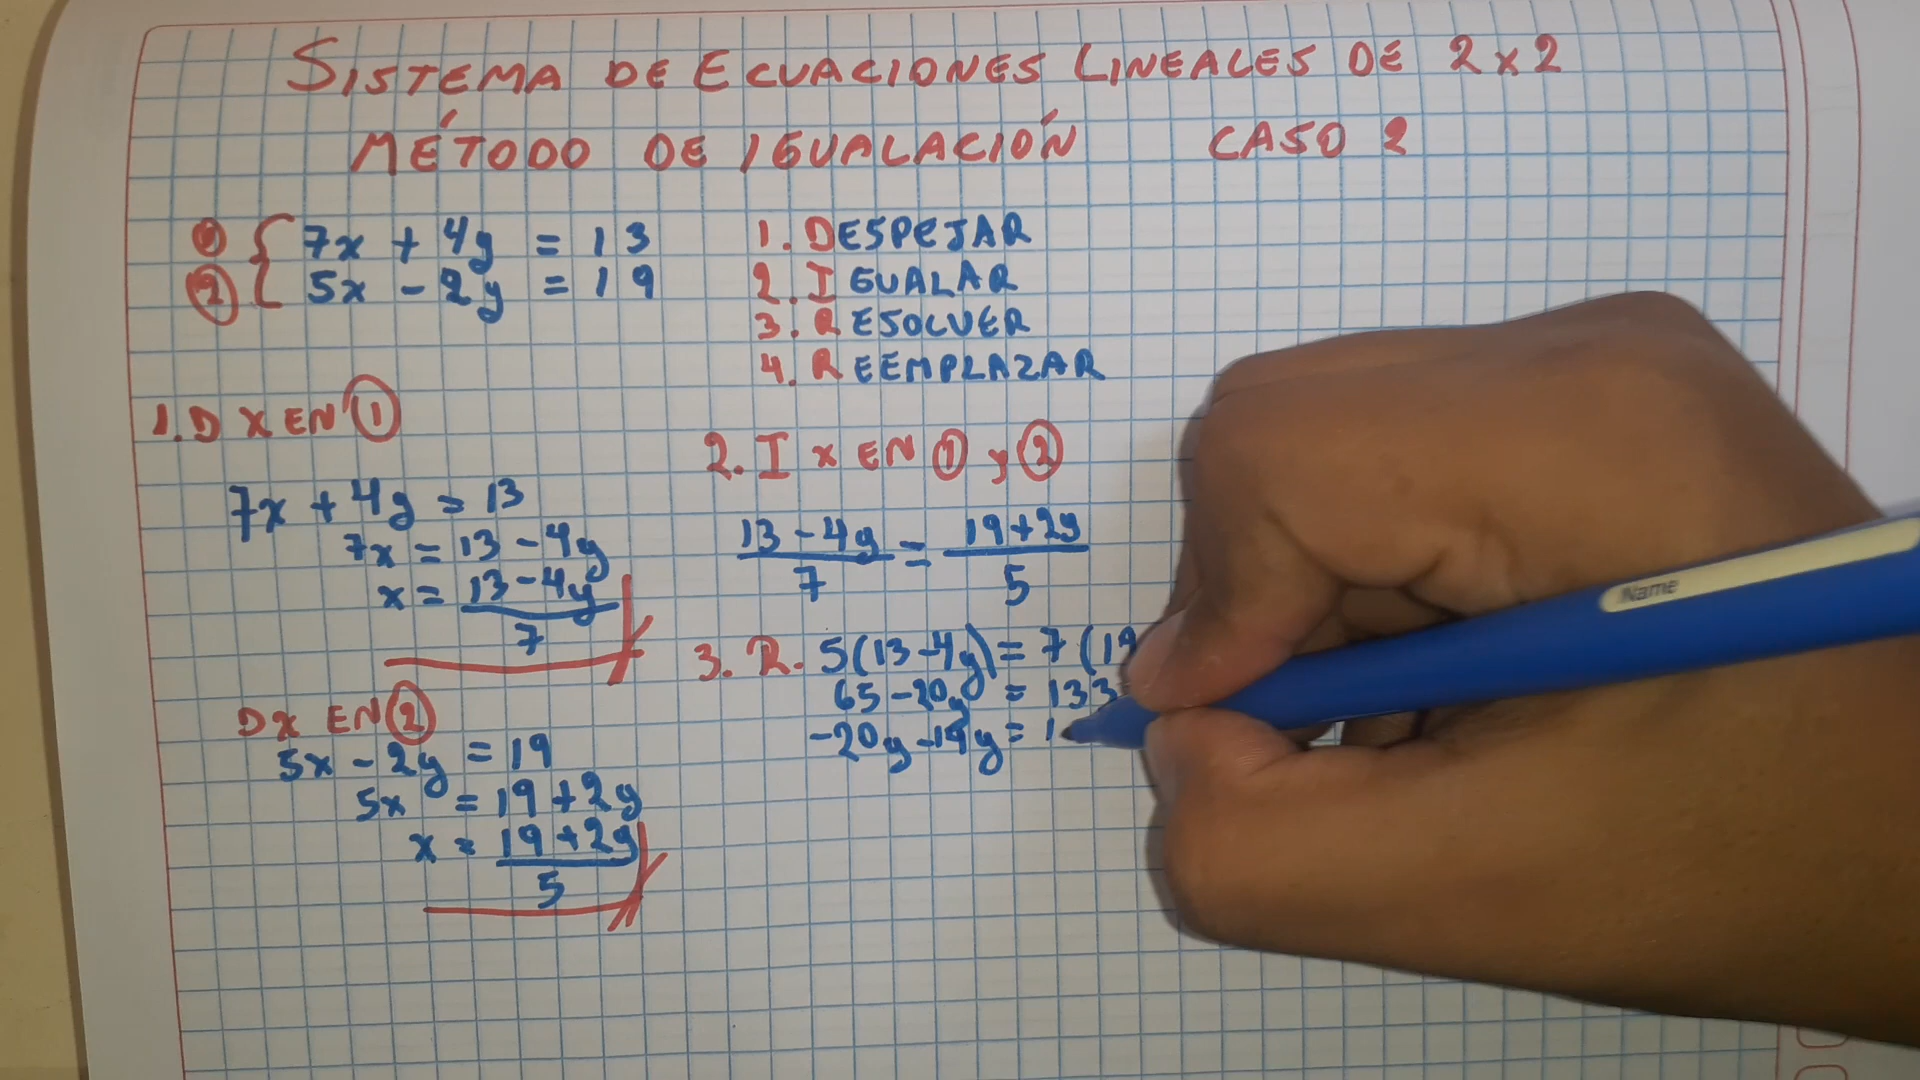 SISTEMA DE ECUACIONES LINEALES DE 2x2
MÉTODO DE IGUALACIÓN CASO 2
① { 7x + 4y = 13
② 5x - 2y = 19
1. DESPEJAR
2. IGUALAR
3. RESOLVER
4. REEMPLAZAR
1. D X EN ①
7x + 4y = 13
7x = 13 - 4y
x = 13 - 4y
7
DX EN ②
5x - 2y = 19
5x = 19 + 2y
x = 19 + 2y
5
2. I x EN ① y ②
13 - 4y = 19 + 2y
7 5
3. R. 5(13 - 4y) = 7(19
65 - 20y = 133
-20y - 14y = 1
Name